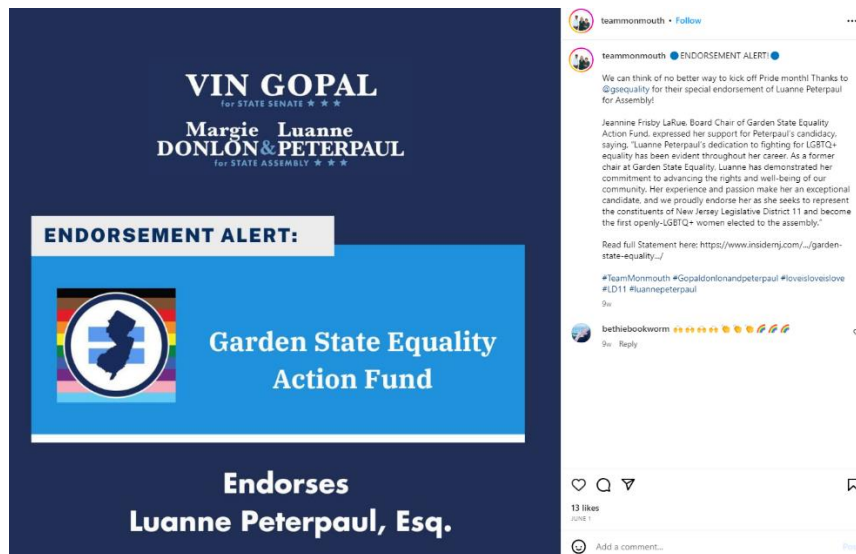 VIN GOPAL
for STATE SENATE ★ ★ ★
Margie Luanne
DONLON & PETERPAUL
for STATE ASSEMBLY ★ ★ ★
ENDORSEMENT ALERT:
Garden State Equality
Action Fund
Endorses
Luanne Peterpaul, Esq.
teammonmouth • Follow
teammonmouth 🔵ENDORSEMENT ALERT!🔵
We can think of no better way to kick off Pride month! Thanks to
@gsequality for their special endorsement of Luanne Peterpaul
for Assembly!
Jeannine Frisby LaRue, Board Chair of Garden State Equality
Action Fund, expressed her support for Peterpaul's candidacy,
saying, "Luanne Peterpaul's dedication to fighting for LGBTQ+
equality has been evident throughout her career. As a former
chair at Garden State Equality, Luanne has demonstrated her
commitment to advancing the rights and well-being of our
community. Her experience and passion make her an exceptional
candidate, and we proudly endorse her as she seeks to represent
the constituents of New Jersey Legislative District 11 and become
the first openly-LGBTQ+ women elected to the assembly."
Read full Statement here: https://www.insidernj.com/.../garden-
state-equality.../
#TeamMonmouth #Gopaldonlonandpeterpaul #loveisloveislove
#LD11 #luannepeterpaul
9w
bethiebookworm 🙌🙌🙌🙌👏👏👏🌈🌈🌈
9w Reply
13 likes
JUNE 1
Add a comment...
Post